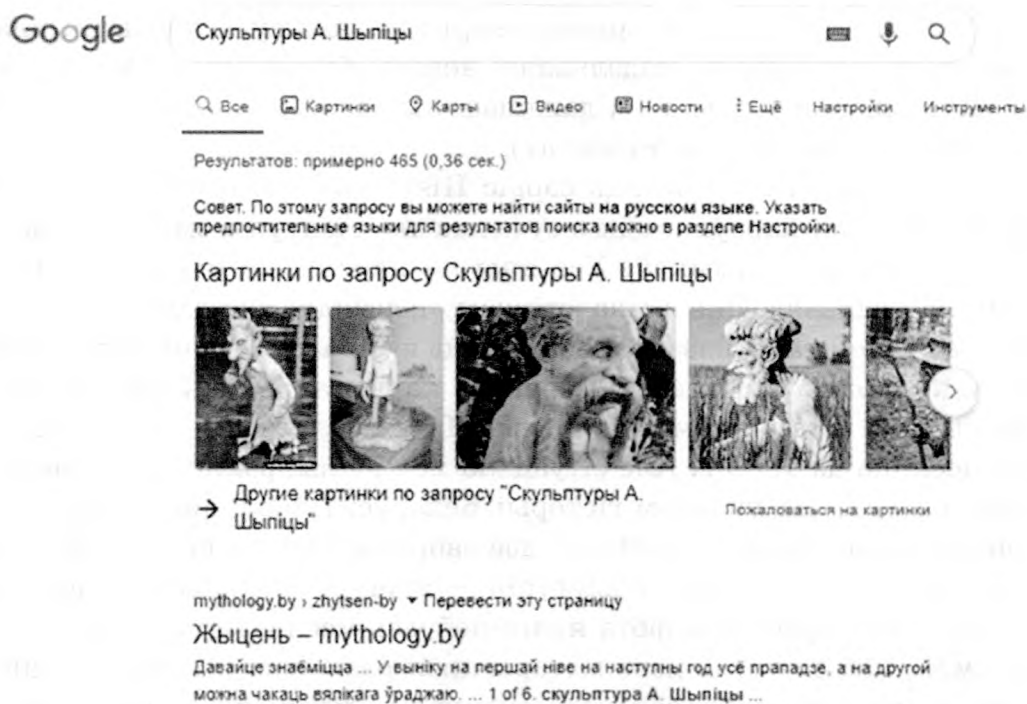 Google
Скульптуры А. Шыпіцы
Все Картинки Карты Видео Новости Ещё Настройки Инструменты
Результатов: примерно 465 (0,36 сек.)
Совет. По этому запросу вы можете найти сайты на русском языке. Указать
предпочтительные языки для результатов поиска можно в разделе Настройки.
Картинки по запросу Скульптуры А. Шыпіцы
Другие картинки по запросу "Скульптуры А.
Шыпіцы"
Пожаловаться на картинки
mythology.by › zhytsen-by ▾ Перевести эту страницу
Жыцень – mythology.by
Давайце знаёміцца ... У выніку на першай ніве на наступны год усё прападзе, а на другой
можна чакаць вялікага ўраджаю. ... 1 of 6. скульптура А. Шыпіцы ...